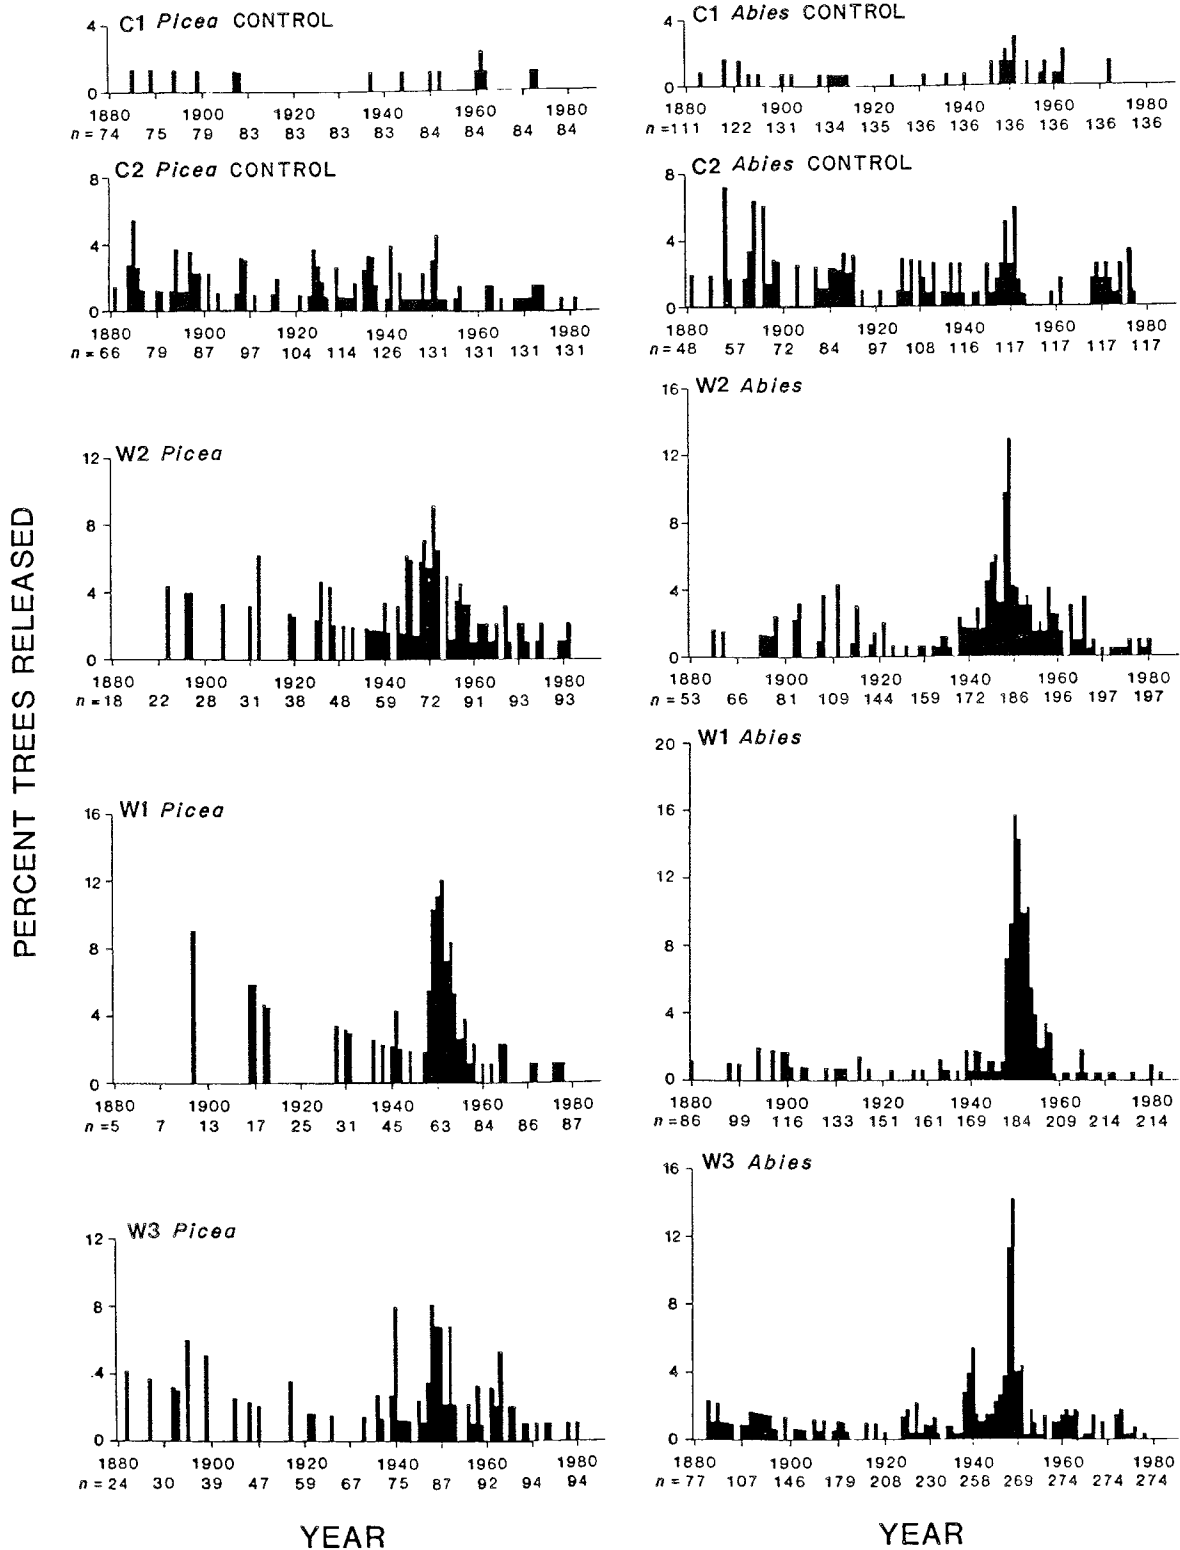 PERCENT TREES RELEASED
C1 Picea CONTROL
4
0
1880 1900 1920 1940 1960 1980
n = 74 75 79 83 83 83 83 84 84 84 84
C2 Picea CONTROL
8
4
0
1880 1900 1920 1940 1960 1980
n = 66 79 87 97 104 114 126 131 131 131 131
W2 Picea
12
8
4
0
1880 1900 1920 1940 1960 1980
n = 18 22 28 31 38 48 59 72 91 93 93
W1 Picea
16
12
8
4
0
1880 1900 1920 1940 1960 1980
n = 5 7 13 17 25 31 45 63 84 86 87
W3 Picea
12
8
4
0
1880 1900 1920 1940 1960 1980
n = 24 30 39 47 59 67 75 87 92 94 94
YEAR
C1 Abies CONTROL
4
0
1880 1900 1920 1940 1960 1980
n = 111 122 131 134 135 136 136 136 136 136 136
C2 Abies CONTROL
8
4
0
1880 1900 1920 1940 1960 1980
n = 48 57 72 84 97 108 116 117 117 117 117
W2 Abies
16
12
8
4
0
1880 1900 1920 1940 1960 1980
n = 53 66 81 109 144 159 172 186 196 197 197
W1 Abies
20
16
12
8
4
0
1880 1900 1920 1940 1960 1980
n = 86 99 116 133 151 161 169 184 209 214 214
W3 Abies
16
12
8
4
0
1880 1900 1920 1940 1960 1980
n = 77 107 146 179 208 230 258 269 274 274 274
YEAR